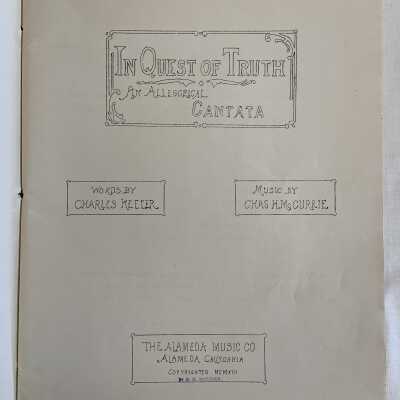 IN QUEST OF TRUTH
AN ALLEGORICAL
CANTATA
WORDS BY
CHARLES KEELER
MUSIC BY
CHAS H. McCURRIE
THE ALAMEDA MUSIC CO
ALAMEDA CALIFORNIA
COPYRIGHTED